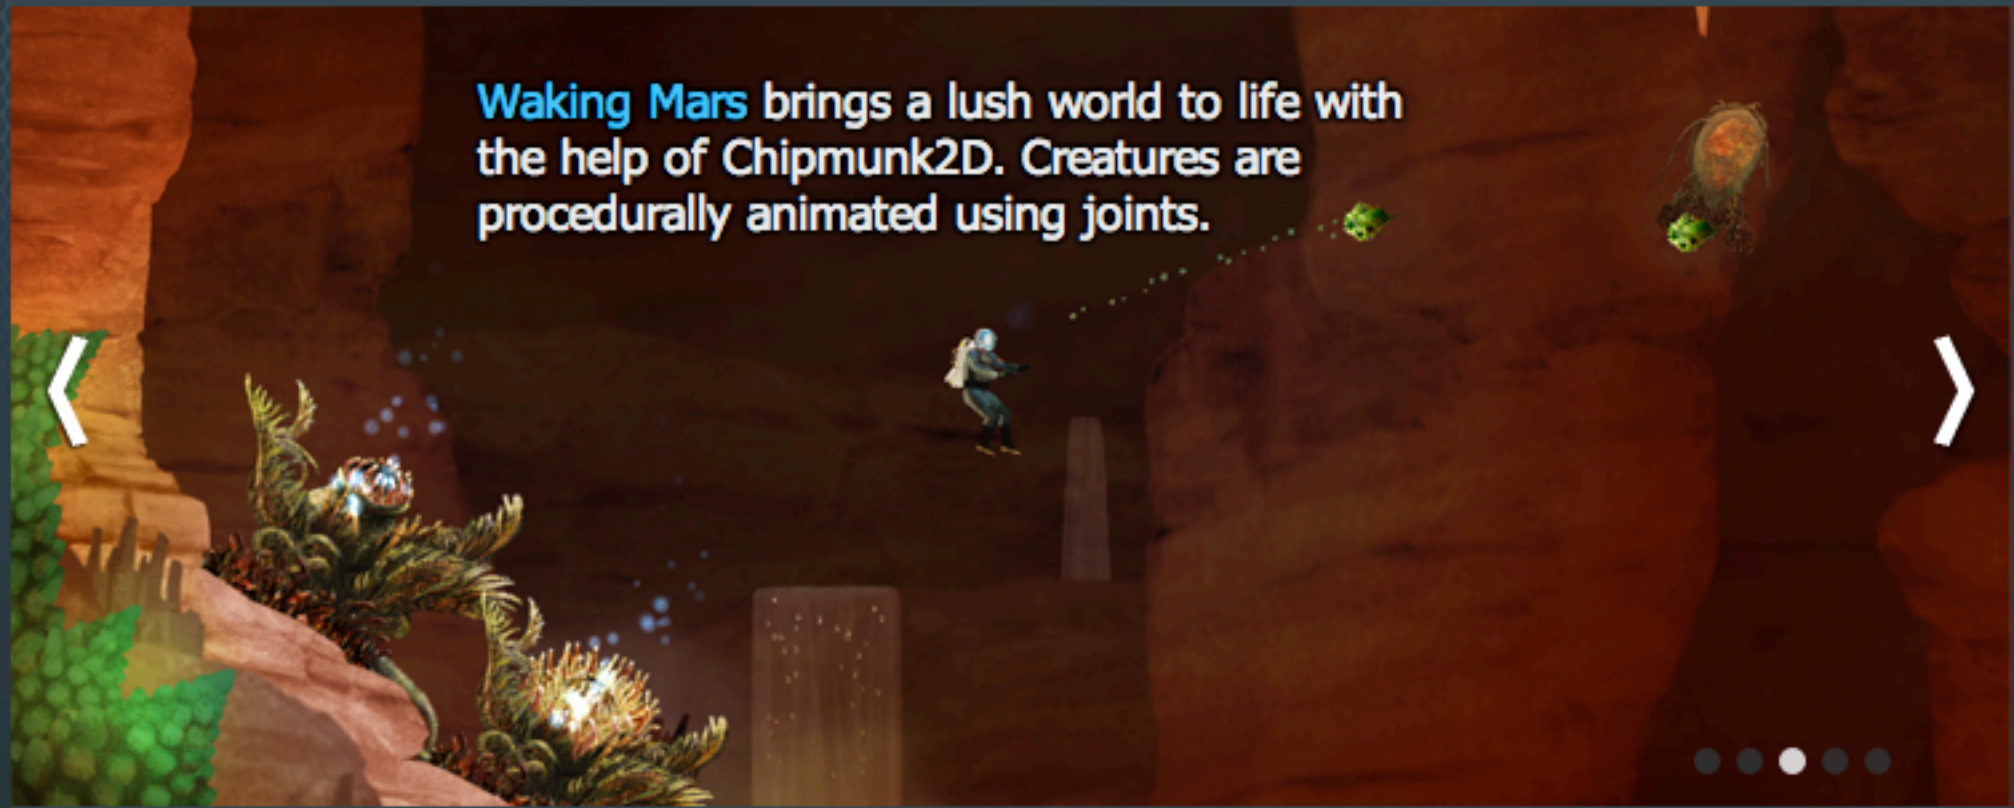 Waking Mars brings a lush world to life with
the help of Chipmunk2D. Creatures are
procedurally animated using joints.